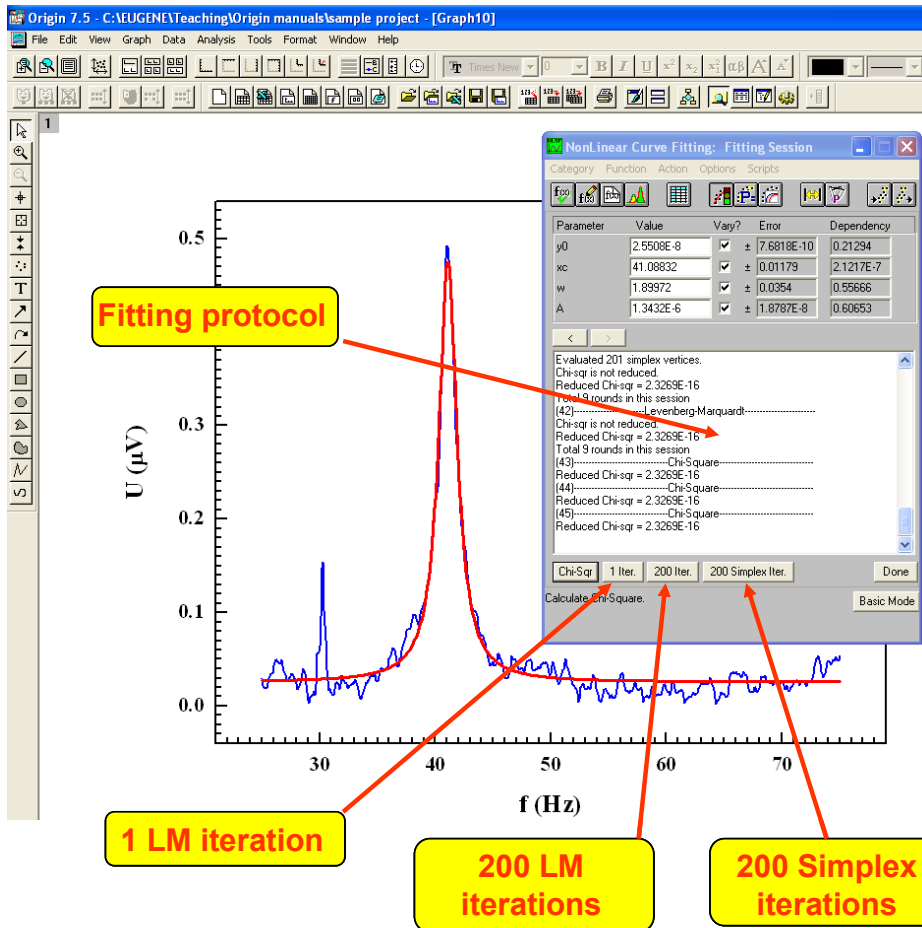 Origin 7.5 - C:\EUGENE\Teaching\Origin manuals\sample project - [Graph10]
File Edit View Graph Data Analysis Tools Format Window Help
Times New 0 B I U x² x₂ αβ A A
1
NonLinear Curve Fitting: Fitting Session
Category Function Action Options Scripts
Parameter Value Vary? Error Dependency
y0 2.5508E-8 ± 7.6818E-10 0.21294
xc 41.08832 ± 0.01179 2.1217E-7
w 1.89972 ± 0.0354 0.55666
A 1.3432E-6 ± 1.8787E-8 0.60653
< >
Evaluated 201 simplex vertices.
Chi-sqr is not reduced.
Reduced Chi-sqr = 2.3269E-16
Total 9 rounds in this session
(42)-----------------------Levenberg-Marquardt-----------------------
Chi-sqr is not reduced.
Reduced Chi-sqr = 2.3269E-16
Total 9 rounds in this session
(43)------------------------------Chi-Square------------------------------
Reduced Chi-sqr = 2.3269E-16
(44)------------------------------Chi-Square------------------------------
Reduced Chi-sqr = 2.3269E-16
(45)------------------------------Chi-Square------------------------------
Reduced Chi-sqr = 2.3269E-16
Chi-Sqr 1 Iter. 200 Iter. 200 Simplex Iter. Done
Calculate Chi-Square. Basic Mode
Fitting protocol
U (µV)
0.5
0.3
0.2
0.1
0.0
30 40 50 60 70
f (Hz)
1 LM iteration
200 LM
iterations
200 Simplex
iterations